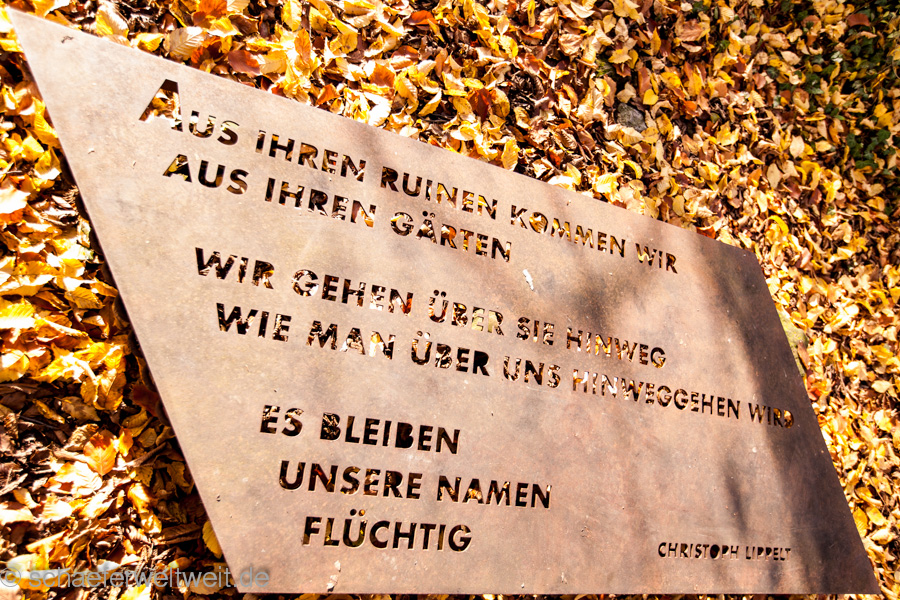 AUS IHREN RUINEN KOMMEN WIR
AUS IHREN GÄRTEN
WIR GEHEN ÜBER SIE HINWEG
WIE MAN ÜBER UNS HINWEGGEHEN WIRD
ES BLEIBEN
UNSERE NAMEN
FLÜCHTIG
CHRISTOPH LIPPELT
© schaeferweltweit.de